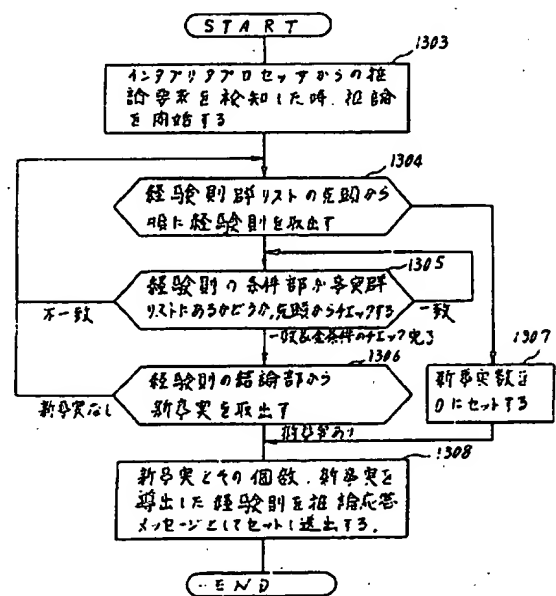 START
1303
インタプリタプロセッサからの推
論要求を検知した時、推論
を開始する
1304
経験則群リストの先頭から
順に経験則を取出す
1305
経験則の条件部が事実群
リストにあるかどうか、先頭からチェックする
不一致
一致
一致&全条件のチェック完了
1306
1307
経験則の結論部から
新事実を取出す
新事実なし
新事実数を
0にセットする
新事実あり
1308
新事実とその個数、新事実を
導出した経験則を推論応答
メッセージとしてセットし送出する.
END